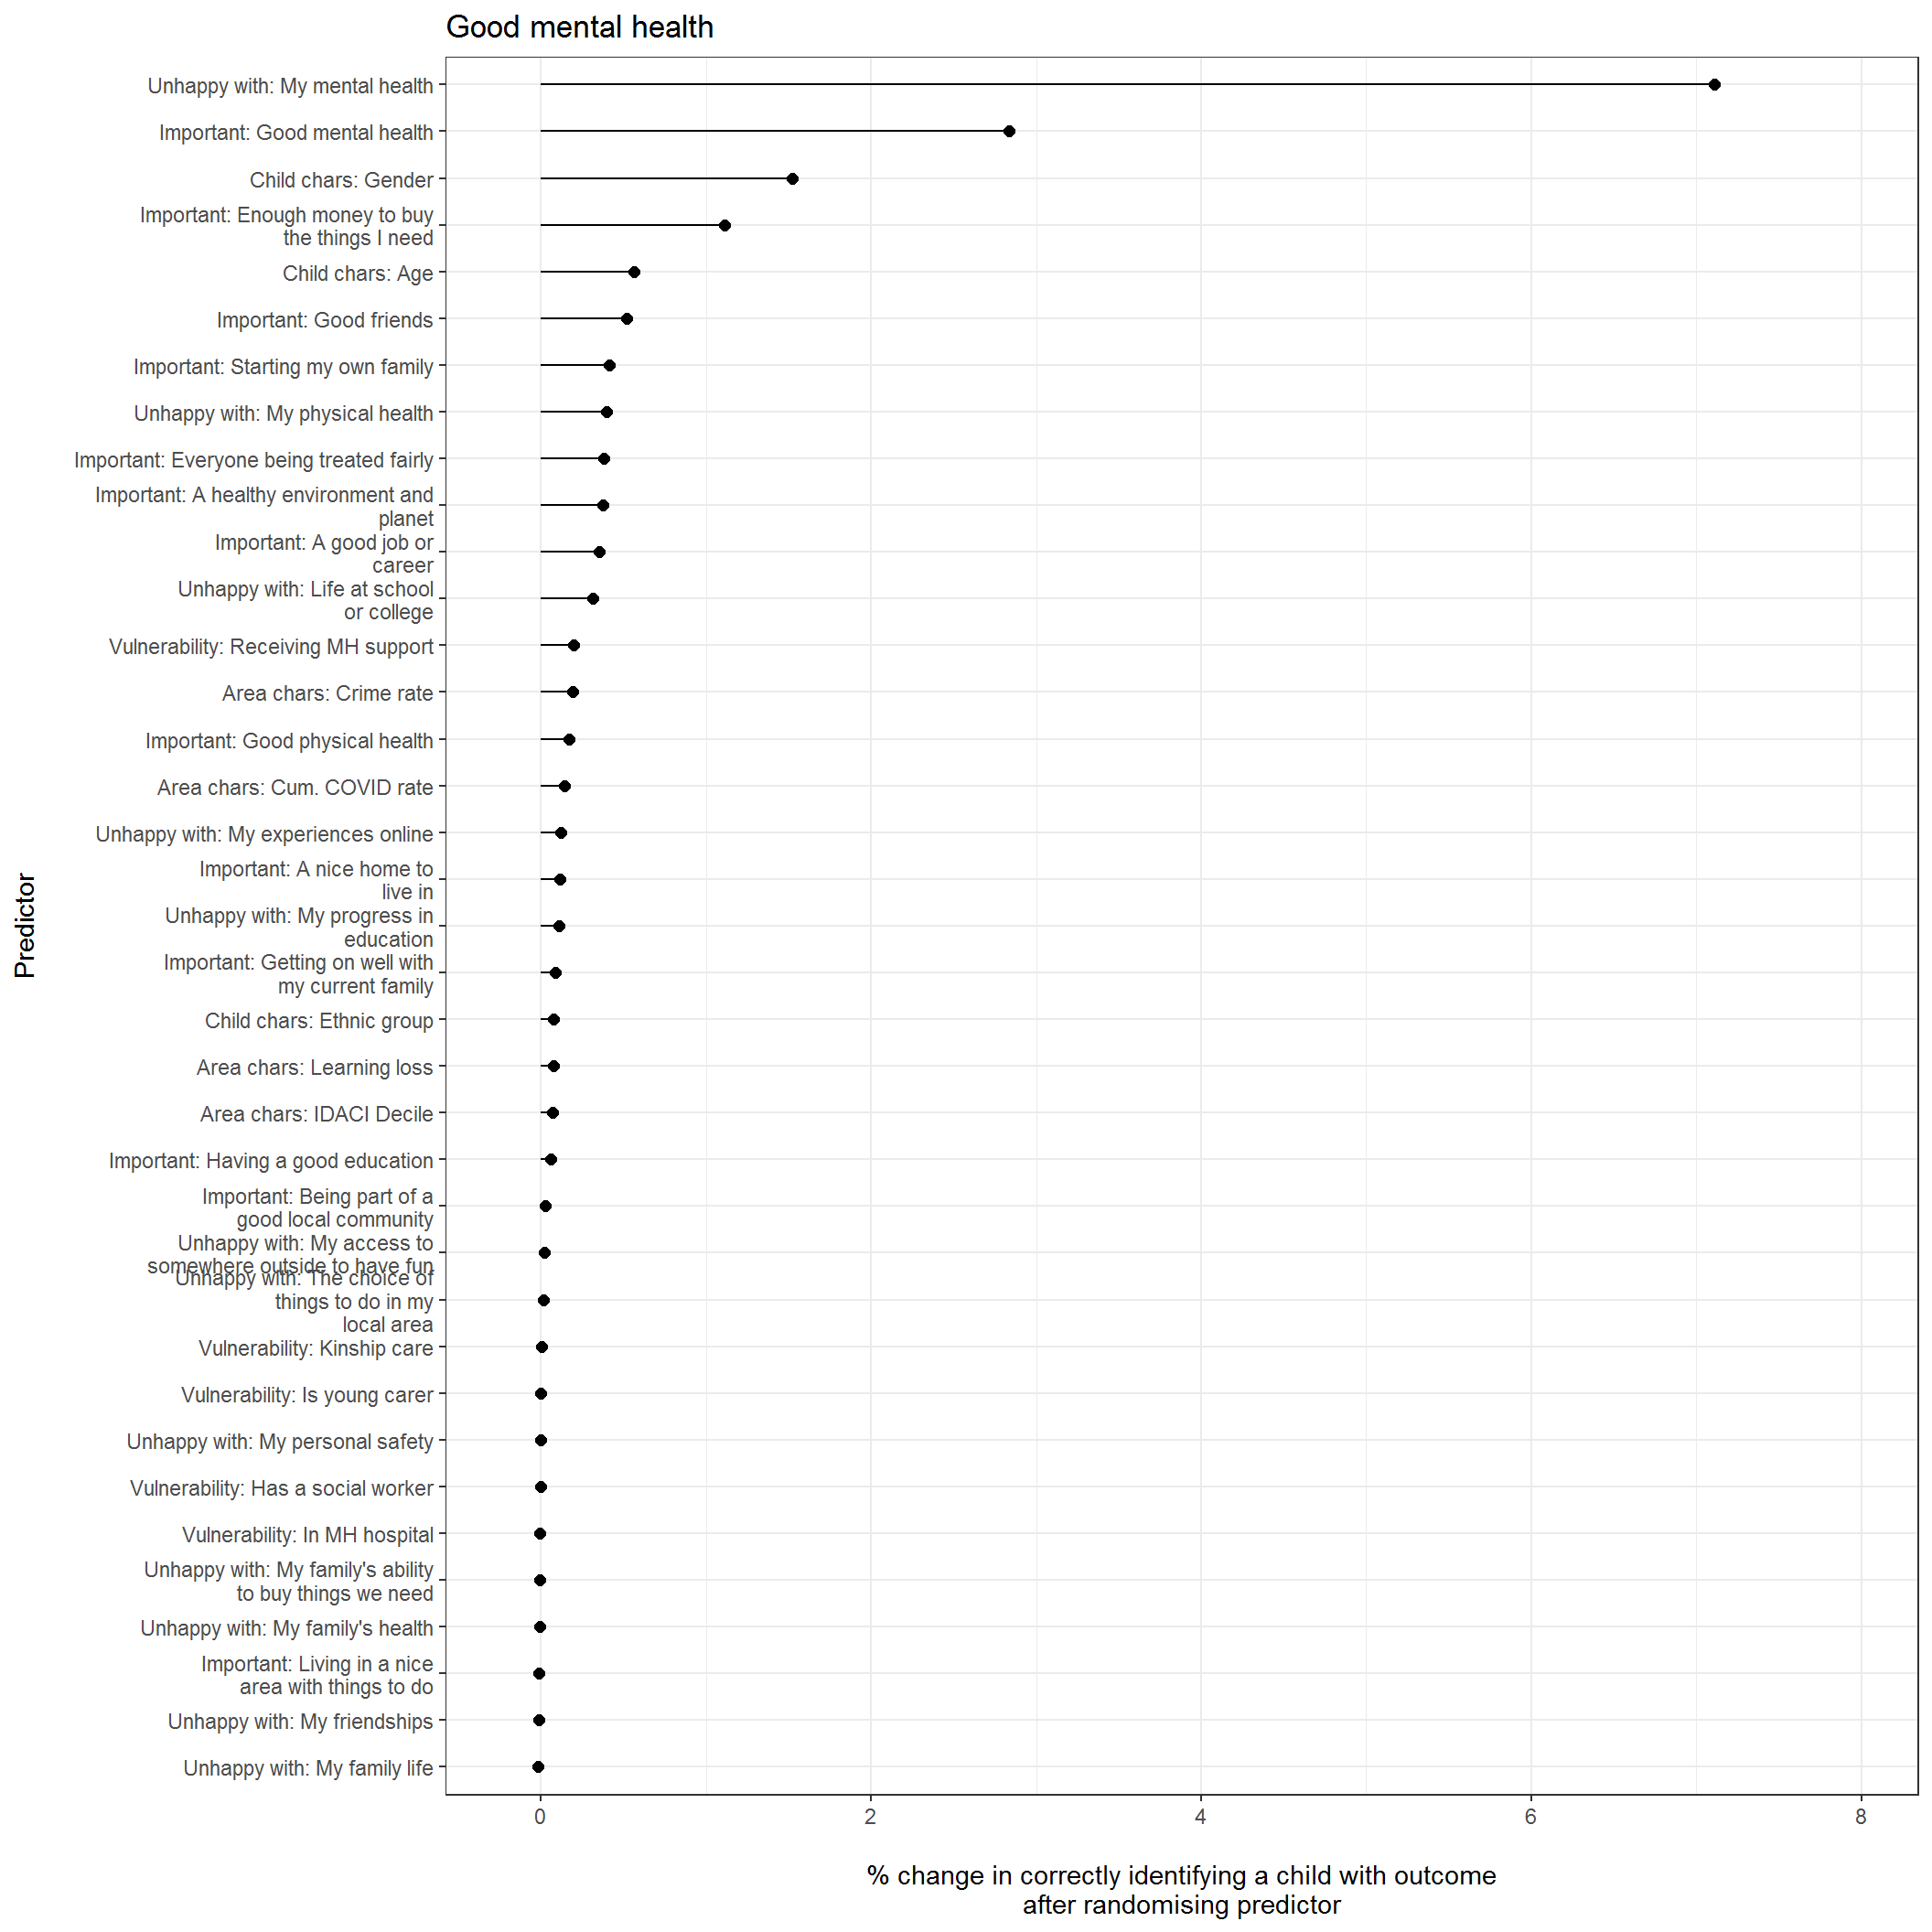 Good mental health
Unhappy with: My mental health
Important: Good mental health
Child chars: Gender
Important: Enough money to buy
the things I need
Child chars: Age
Important: Good friends
Important: Starting my own family
Unhappy with: My physical health
Important: Everyone being treated fairly
Important: A healthy environment and
planet
Important: A good job or
career
Unhappy with: Life at school
or college
Vulnerability: Receiving MH support
Area chars: Crime rate
Important: Good physical health
Area chars: Cum. COVID rate
Unhappy with: My experiences online
Important: A nice home to
live in
Unhappy with: My progress in
education
Important: Getting on well with
my current family
Child chars: Ethnic group
Area chars: Learning loss
Area chars: IDACI Decile
Important: Having a good education
Important: Being part of a
good local community
Unhappy with: My access to
somewhere outside to have fun
Unhappy with: The choice of
things to do in my
local area
Vulnerability: Kinship care
Vulnerability: Is young carer
Unhappy with: My personal safety
Vulnerability: Has a social worker
Vulnerability: In MH hospital
Unhappy with: My family's ability
to buy things we need
Unhappy with: My family's health
Important: Living in a nice
area with things to do
Unhappy with: My friendships
Unhappy with: My family life
Predictor
0 2 4 6 8
% change in correctly identifying a child with outcome
after randomising predictor